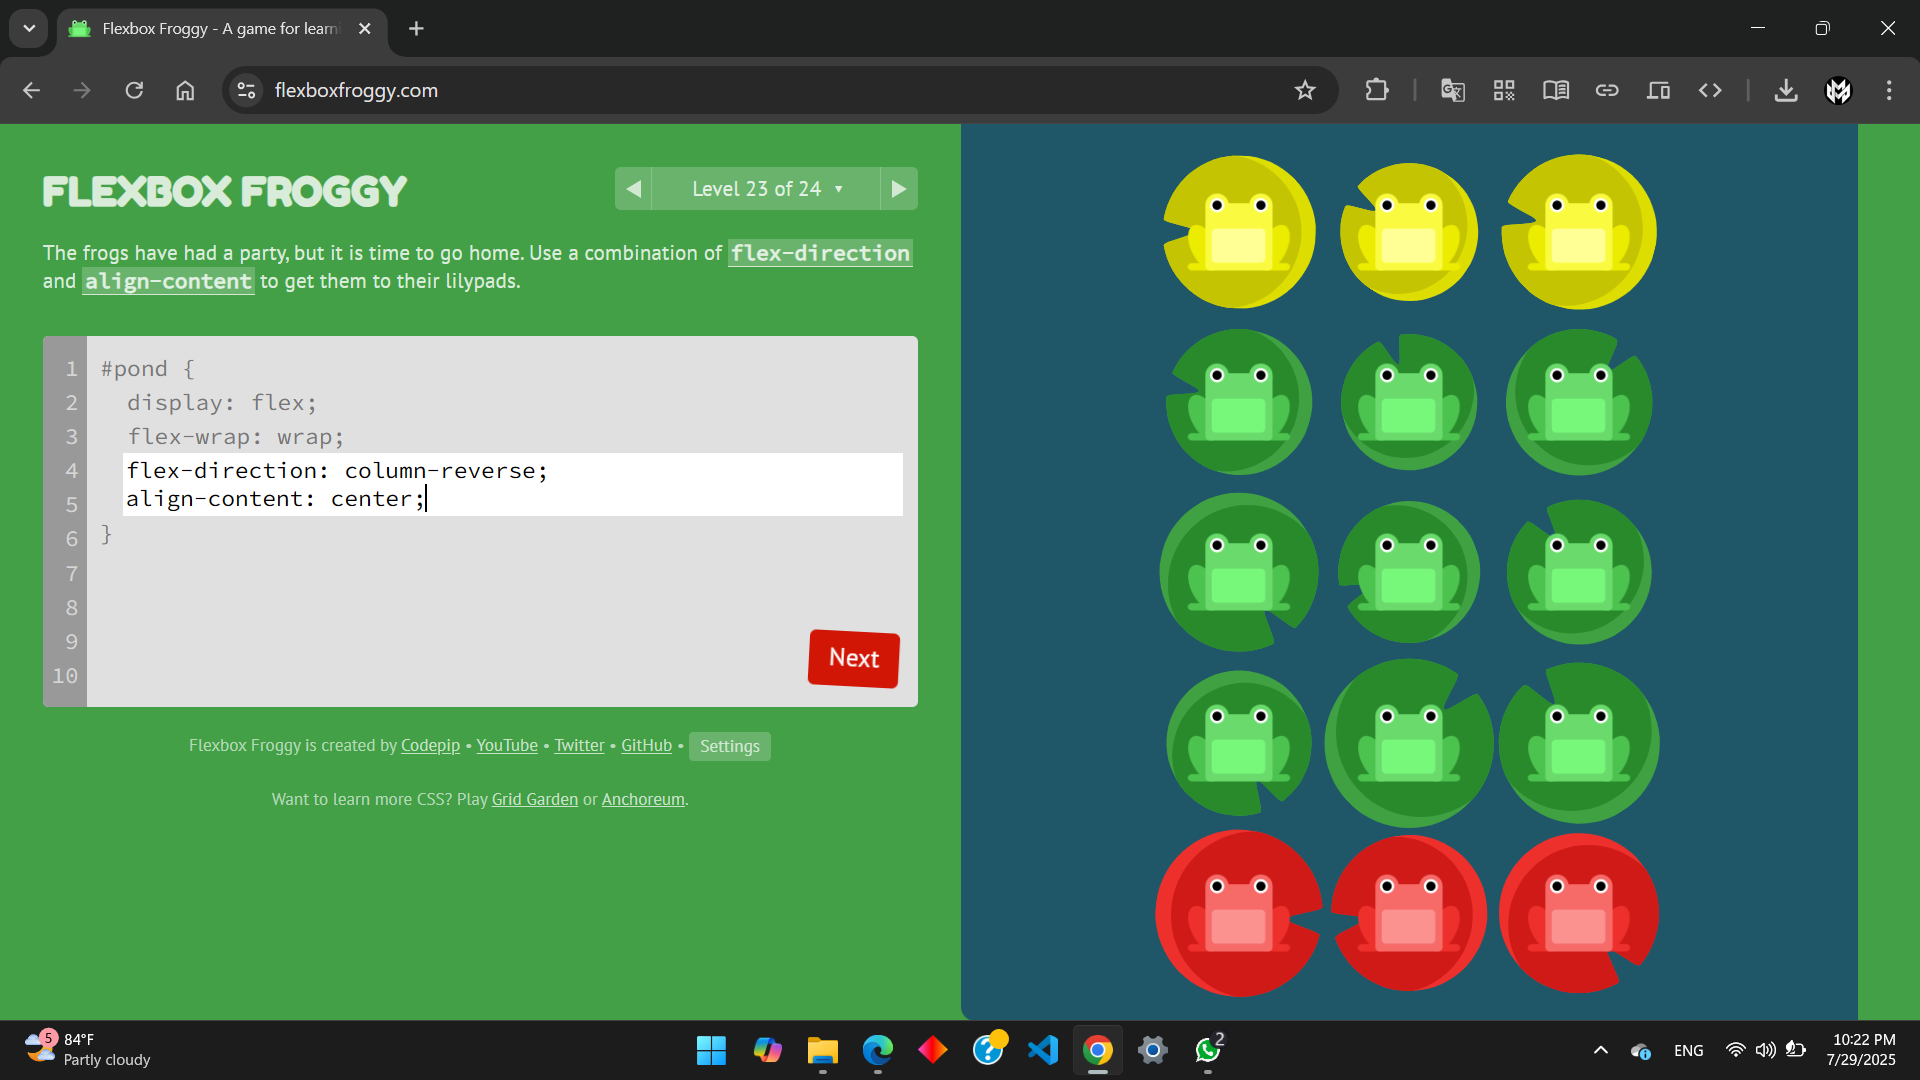 Flexbox Froggy - A game for learni
flexboxfroggy.com
FLEXBOX FROGGY
Level 23 of 24 ▼
The frogs have had a party, but it is time to go home. Use a combination of flex-direction
and align-content to get them to their lilypads.
1 #pond {
2 display: flex;
3 flex-wrap: wrap;
4 flex-direction: column-reverse;
5 align-content: center;
6 }
7
8
9
10
Next
Flexbox Froggy is created by Codepip • YouTube • Twitter • GitHub • Settings
Want to learn more CSS? Play Grid Garden or Anchoreum.
5
84°F
Partly cloudy
2
ENG
10:22 PM
7/29/2025